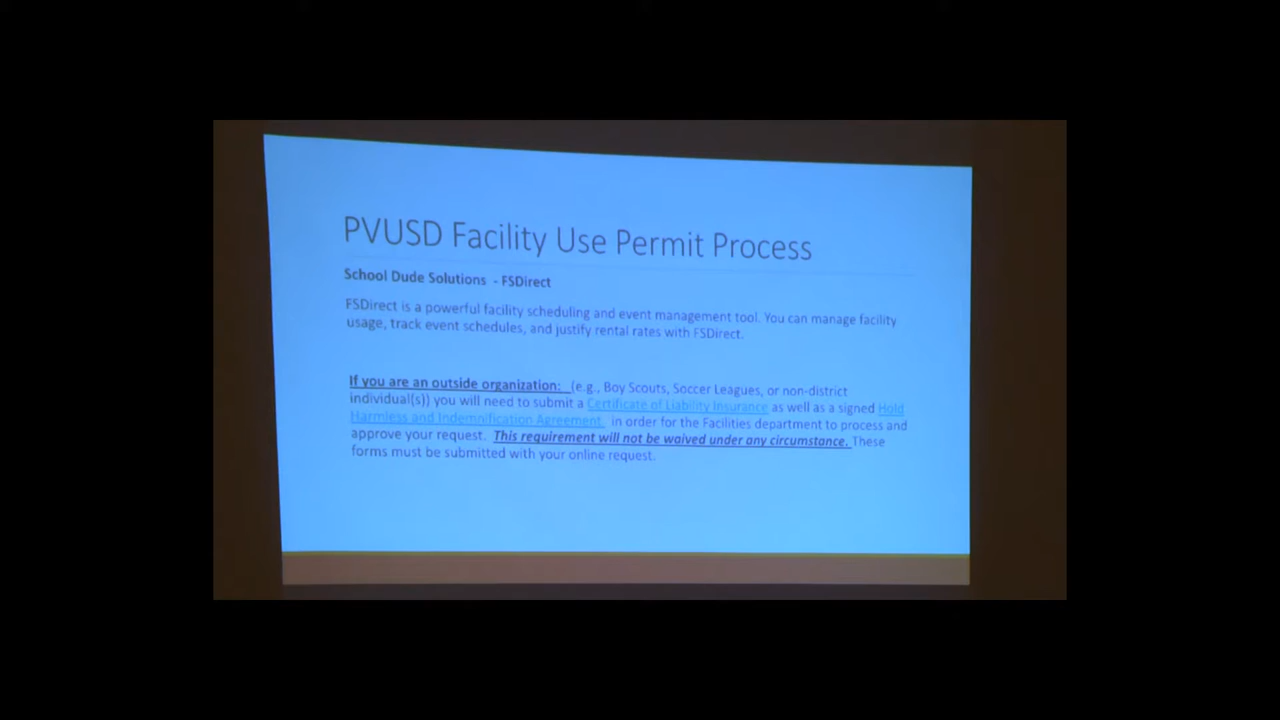 PVUSD Facility Use Permit Process
School Dude Solutions - FSDirect
FSDirect is a powerful facility scheduling and event management tool. You can manage facility
usage, track event schedules, and justify rental rates with FSDirect.
If you are an outside organization: (e.g., Boy Scouts, Soccer Leagues, or non-district
individual(s)) you will need to submit a Certificate of Liability Insurance as well as a signed Hold
Harmless and Indemnification Agreement in order for the Facilities department to process and
approve your request. This requirement will not be waived under any circumstance. These
forms must be submitted with your online request.